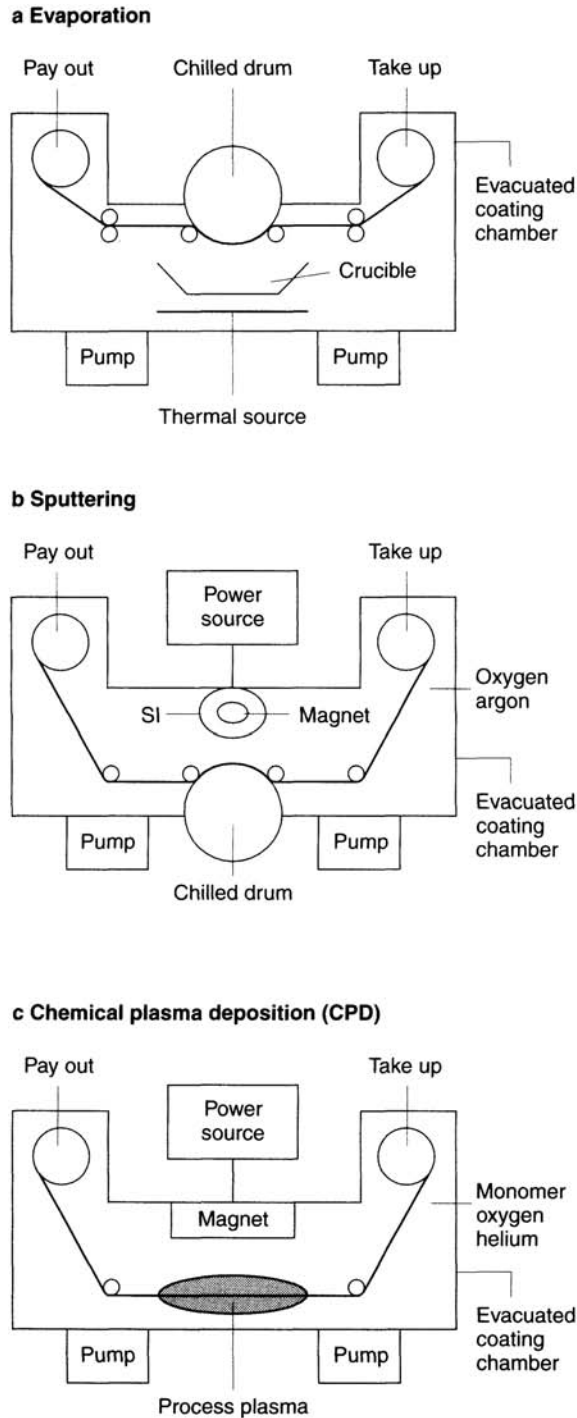 a Evaporation
Pay out
Chilled drum
Take up
Evacuated
coating
chamber
Crucible
Pump
Pump
Thermal source
b Sputtering
Pay out
Take up
Power
source
SI
Magnet
Oxygen
argon
Evacuated
coating
chamber
Pump
Pump
Chilled drum
c Chemical plasma deposition (CPD)
Pay out
Take up
Power
source
Magnet
Monomer
oxygen
helium
Evacuated
coating
chamber
Pump
Pump
Process plasma